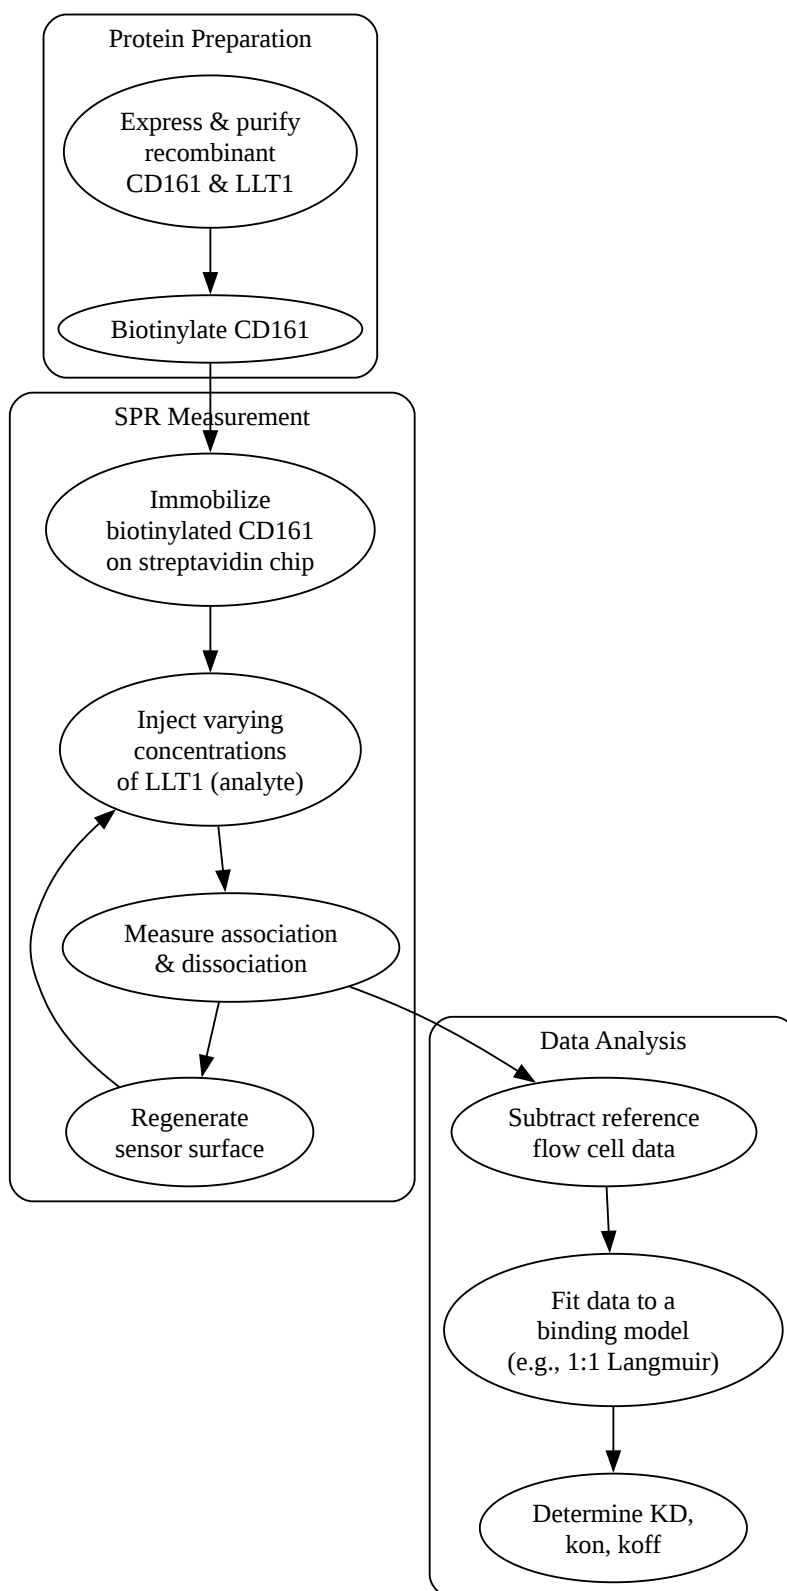 Protein Preparation
Express & purify
recombinant
CD161 & LLT1
Biotinylate CD161
SPR Measurement
Immobilize
biotinylated CD161
on streptavidin chip
Inject varying
concentrations
of LLT1 (analyte)
Measure association
& dissociation
Regenerate
sensor surface
Data Analysis
Subtract reference
flow cell data
Fit data to a
binding model
(e.g., 1:1 Langmuir)
Determine KD,
kon, koff